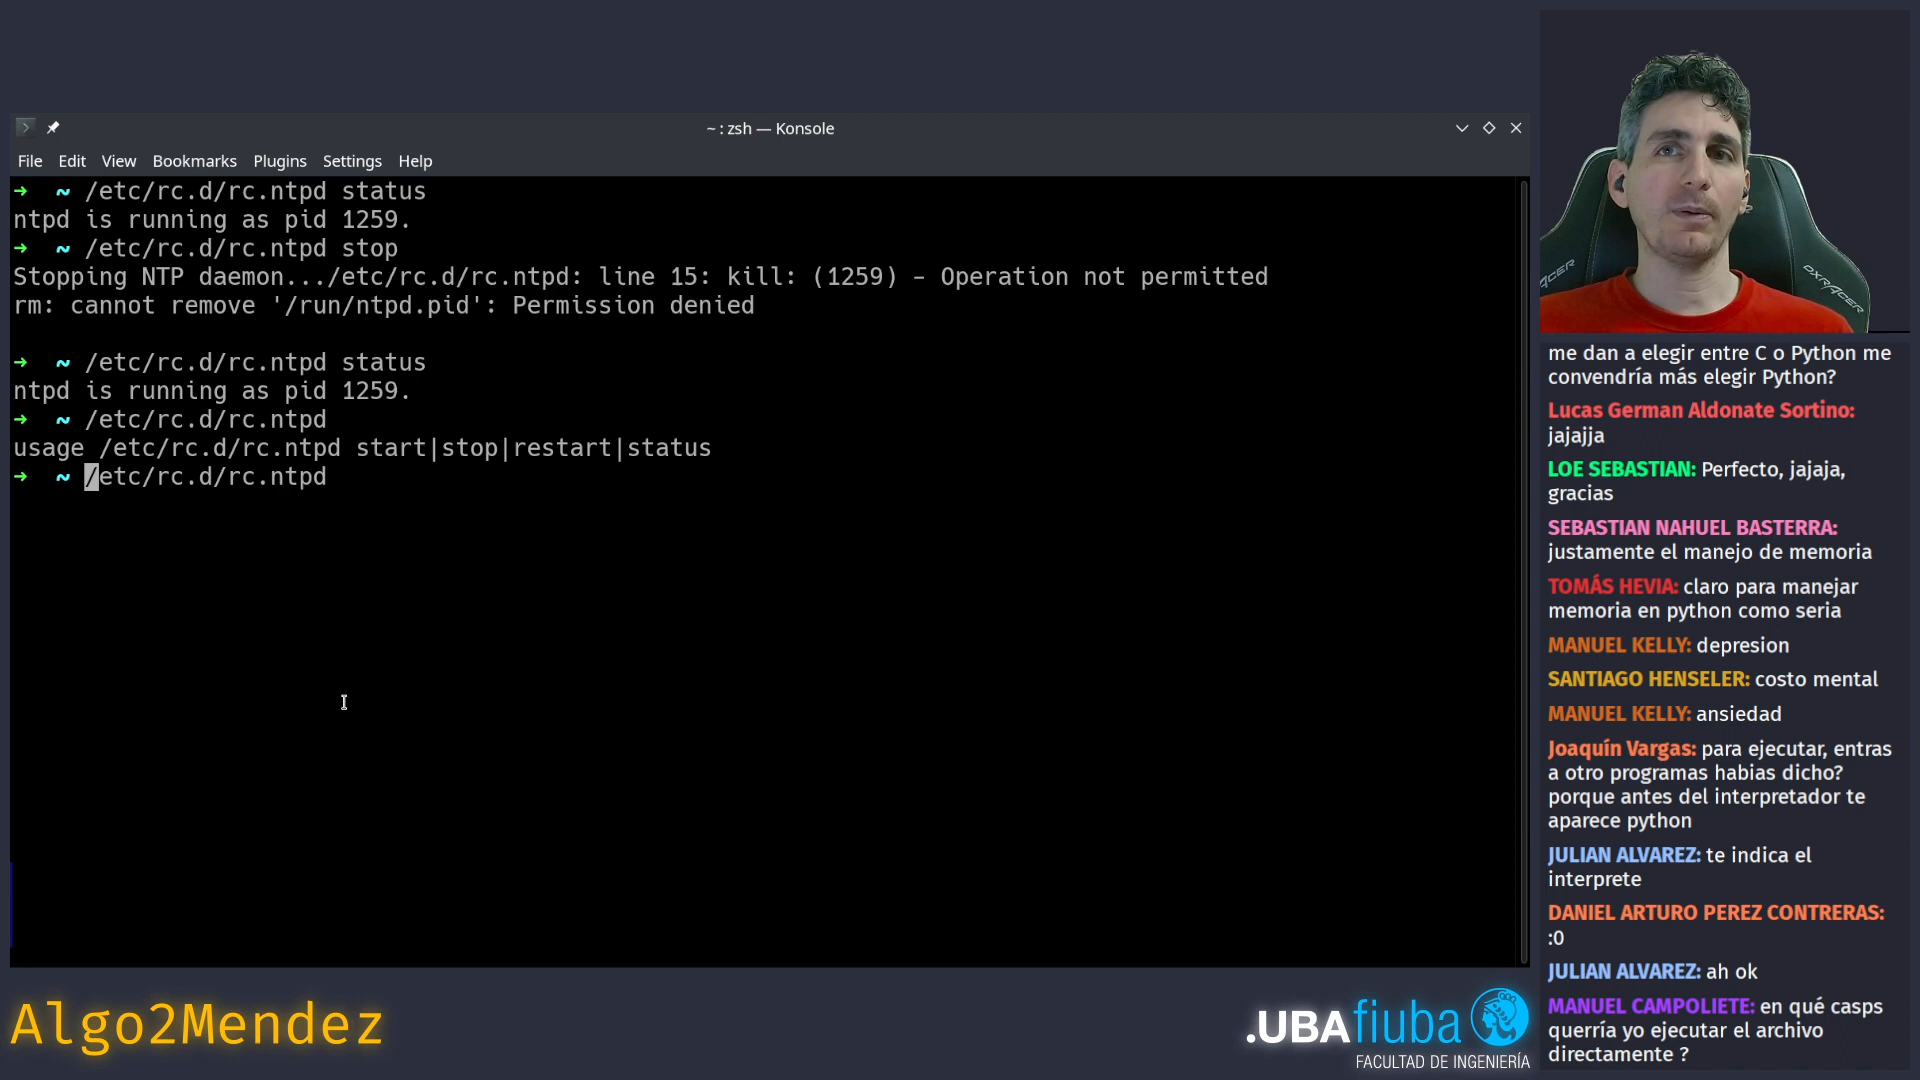 ~ : zsh — Konsole
File Edit View Bookmarks Plugins Settings Help
➜ ~ /etc/rc.d/rc.ntpd status
ntpd is running as pid 1259.
➜ ~ /etc/rc.d/rc.ntpd stop
Stopping NTP daemon.../etc/rc.d/rc.ntpd: line 15: kill: (1259) - Operation not permitted
rm: cannot remove '/run/ntpd.pid': Permission denied
➜ ~ /etc/rc.d/rc.ntpd status
ntpd is running as pid 1259.
➜ ~ /etc/rc.d/rc.ntpd
usage /etc/rc.d/rc.ntpd start|stop|restart|status
➜ ~ /etc/rc.d/rc.ntpd
DXRACER
me dan a elegir entre C o Python me
convendría más elegir Python?
Lucas German Aldonate Sortino:
jajajja
LOE SEBASTIAN: Perfecto, jajaja,
gracias
SEBASTIAN NAHUEL BASTERRA:
justamente el manejo de memoria
TOMÁS HEVIA: claro para manejar
memoria en python como seria
MANUEL KELLY: depresion
SANTIAGO HENSELER: costo mental
MANUEL KELLY: ansiedad
Joaquín Vargas: para ejecutar, entras
a otro programas habias dicho?
porque antes del interpretador te
aparece python
JULIAN ALVAREZ: te indica el
interprete
DANIEL ARTURO PEREZ CONTRERAS:
:0
JULIAN ALVAREZ: ah ok
MANUEL CAMPOLIETE: en qué casps
querría yo ejecutar el archivo
directamente ?
Algo2Mendez
.UBAfiuba
FACULTAD DE INGENIERÍA